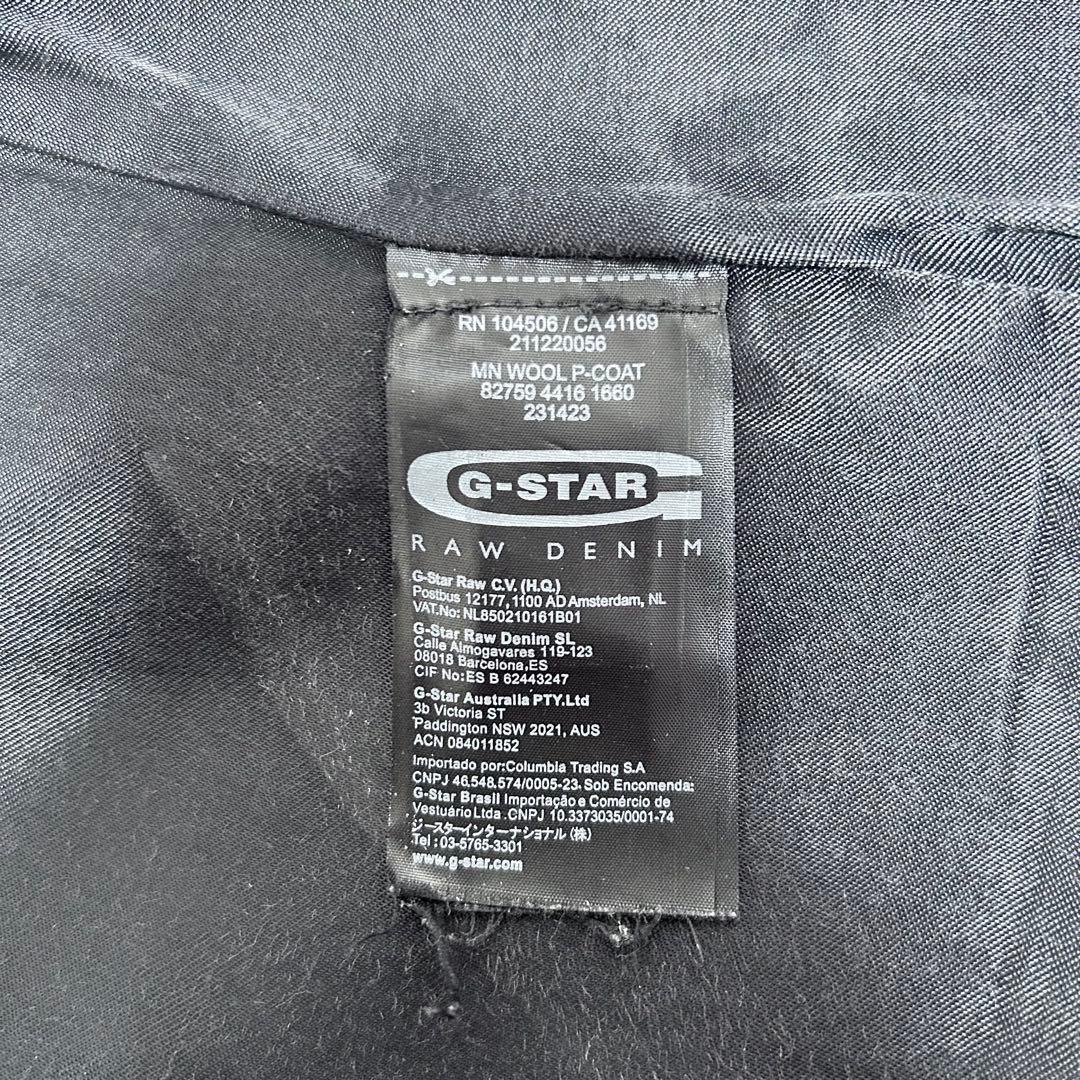 RN 104506 / CA 41169
211220056
MN WOOL P-COAT
82759 4416 1660
231423
G-STAR
RAW DENIM
G-Star Raw C.V. (H.Q.)
Postbus 12177, 1100 AD Amsterdam, NL
VAT.No: NL850210161B01
G-Star Raw Denim SL
Calle Almogavares 119-123
08018 Barcelona,ES
CIF No:ES B 62443247
G-Star Australia PTY.Ltd
3b Victoria ST
Paddington NSW 2021, AUS
ACN 084011852
Importado por:Columbia Trading S.A
CNPJ 46.548.574/0005-23. Sob Encomenda:
G-Star Brasil Importação e Comércio de
Vestuário Ltda .CNPJ 10.3373035/0001-74
ジースターインターナショナル (株)
Tel : 03-5765-3301
www.g-star.com